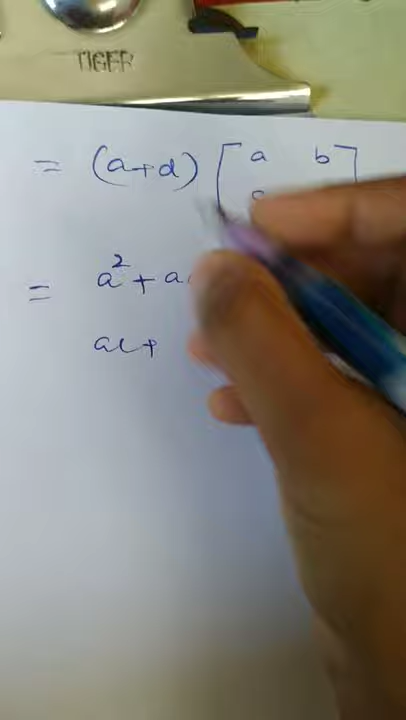 TIGER
= (a+d) [ a b ]
= a² + a
ac+